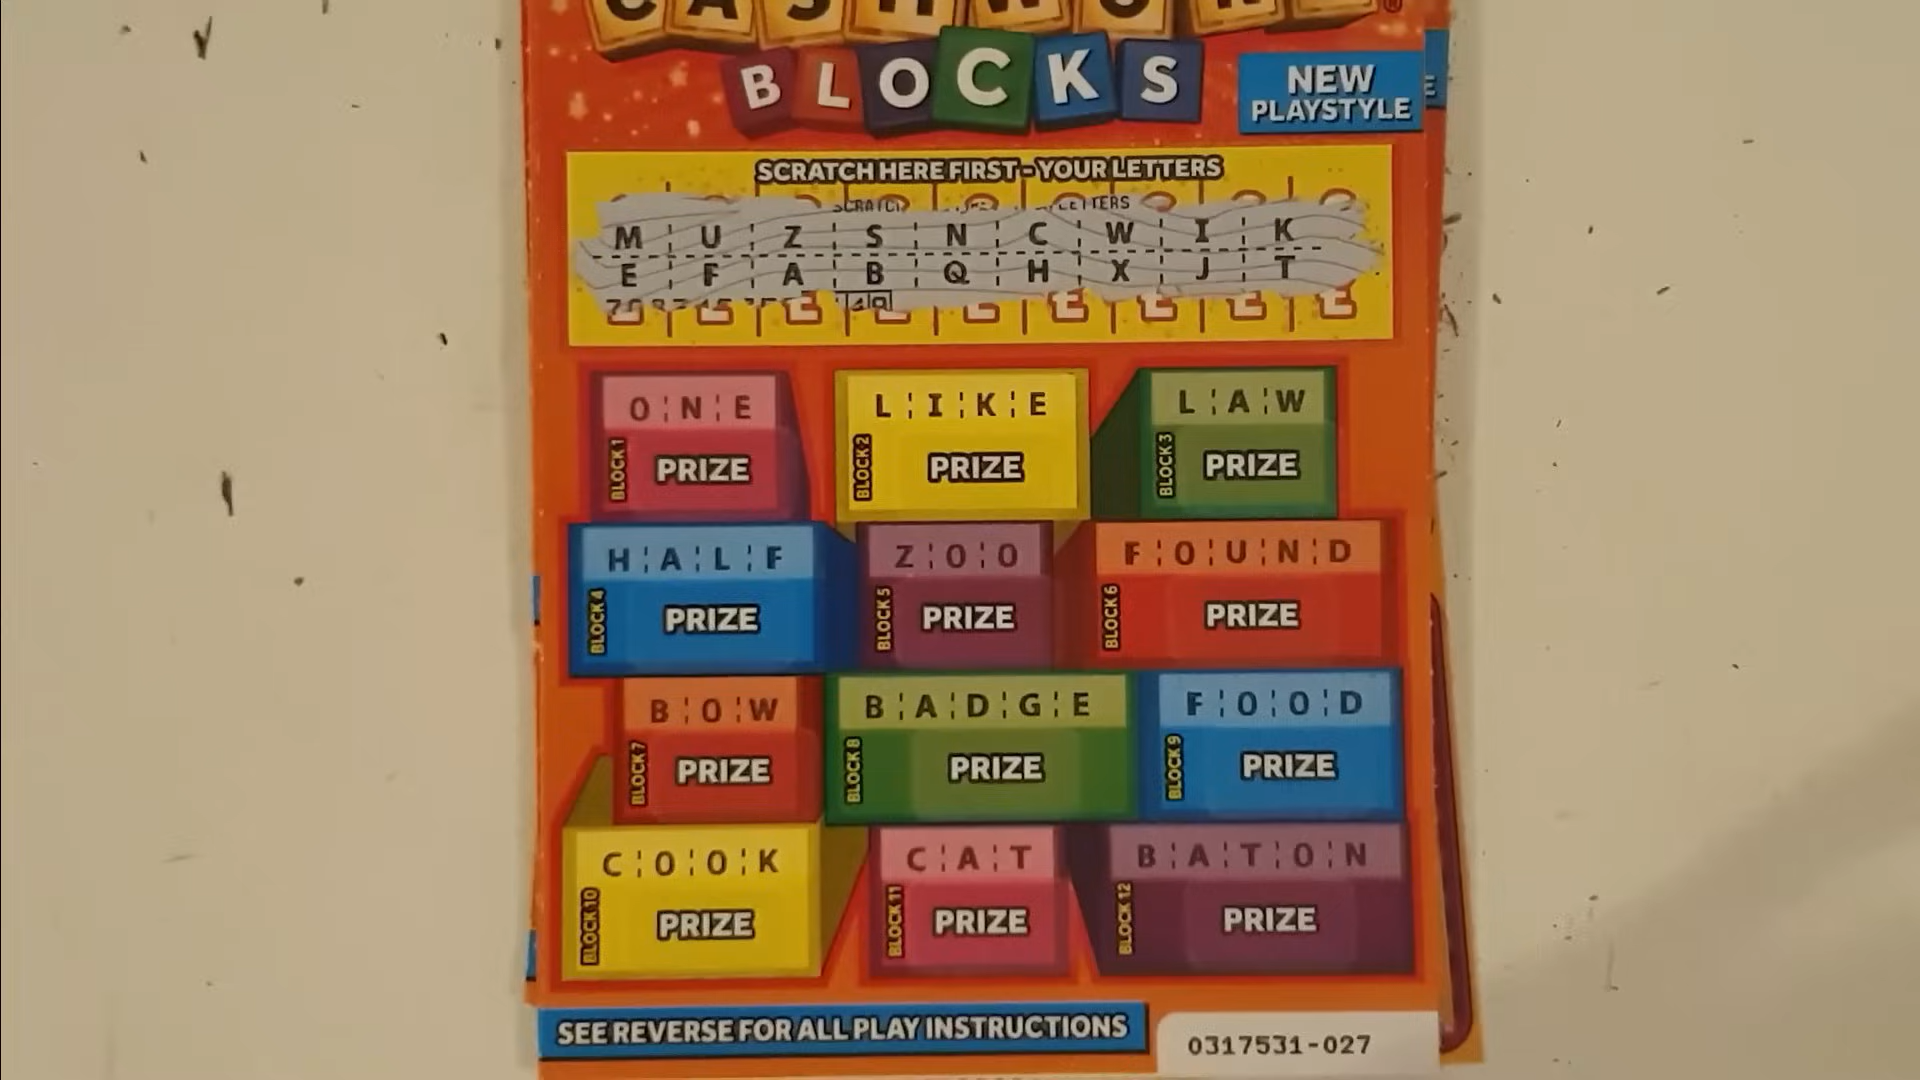 CASHWORD®
BLOCKS
NEW
PLAYSTYLE
SCRATCH HERE FIRST - YOUR LETTERS
LETTERS
M U Z S N C W I K
E F A B Q H X J T
O N E
BLOCK 1
PRIZE
L I K E
BLOCK 2
PRIZE
L A W
BLOCK 3
PRIZE
H A L F
BLOCK 4
PRIZE
Z O O
BLOCK 5
PRIZE
F O U N D
BLOCK 6
PRIZE
B O W
BLOCK 7
PRIZE
B A D G E
BLOCK 8
PRIZE
F O O D
BLOCK 9
PRIZE
C O O K
BLOCK 10
PRIZE
C A T
BLOCK 11
PRIZE
B A T O N
BLOCK 12
PRIZE
SEE REVERSE FOR ALL PLAY INSTRUCTIONS
0317531-027